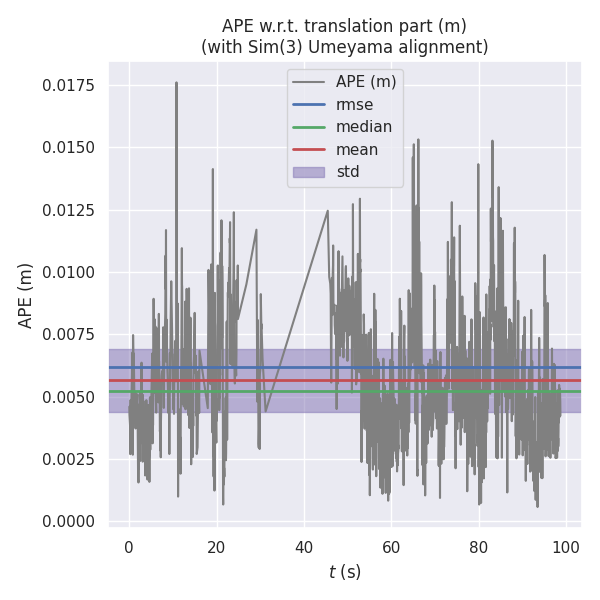 APE w.r.t. translation part (m)
(with Sim(3) Umeyama alignment)
APE (m)
rmse
median
mean
std
APE (m)
0.0175
0.0150
0.0125
0.0100
0.0075
0.0050
0.0025
0.0000
0 20 40 60 80 100
t (s)